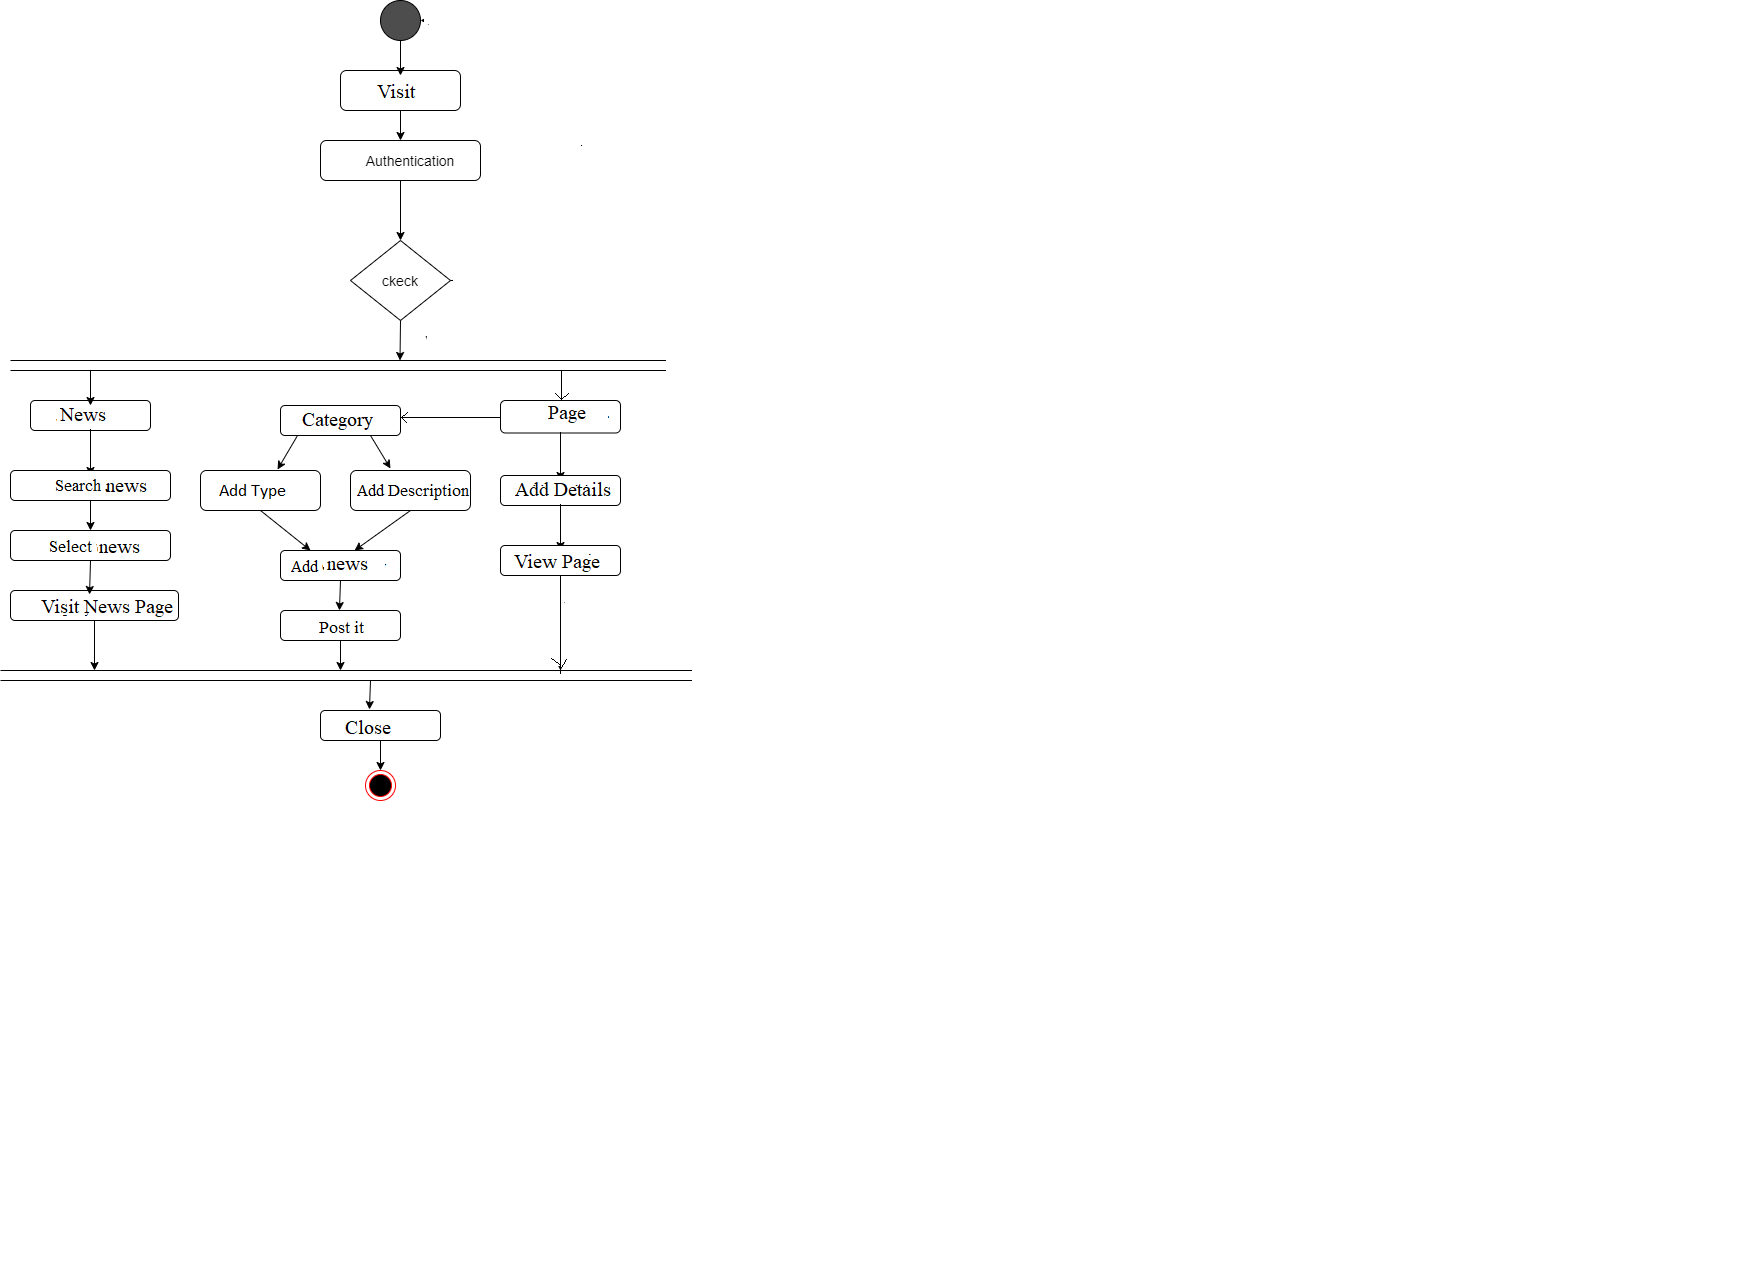 Visit
Authentication
ckeck
News
Category
Page
Search news
Add Type
Add Description
Add Details
Select news
Add news
View Page
Visit News Page
Post it
Close